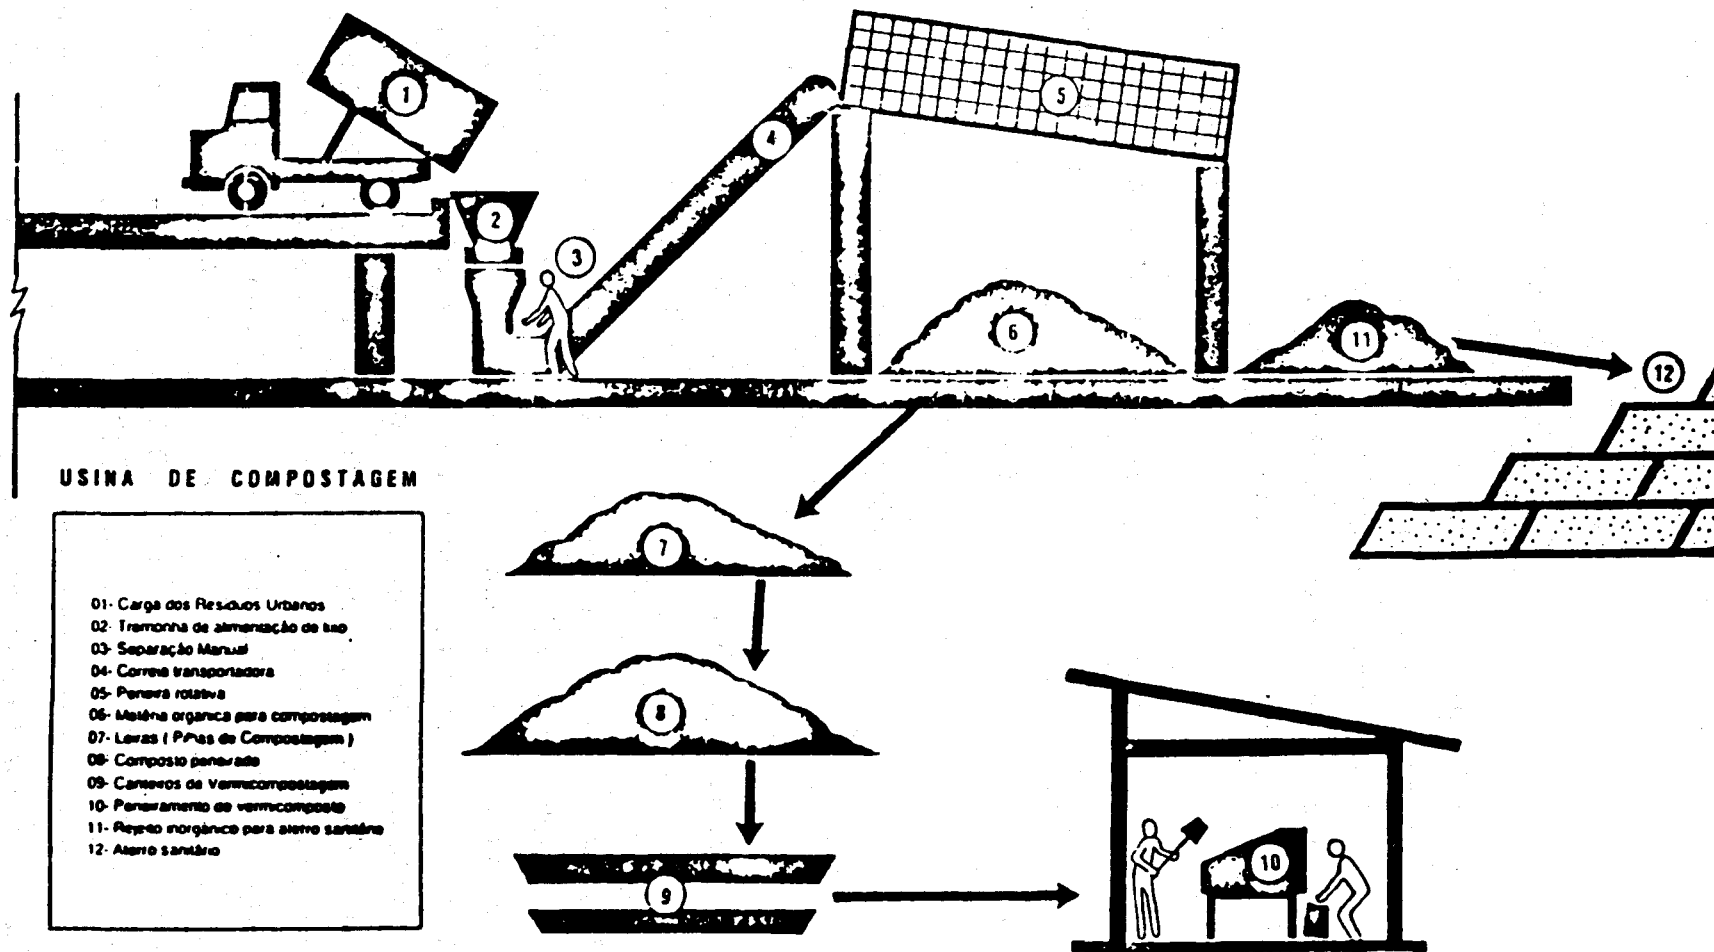 1
5
4
2
3
6
11
12
USINA DE COMPOSTAGEM
7
01- Carga dos Residuos Urbanos
02- Tremonha de alimentação de lixo
03- Separação Manual
04- Correia transportadora
05- Peneira rotativa
06- Matéria organica para compostagem
07- Leiras ( Pilhas de Compostagem )
08- Composto peneirado
09- Canteiros de Vermicompostagem
10- Peneiramento de vermicomposto
11- Rejeito inorgânico para aterro sanitário
12- Aterro sanitário
8
9
10